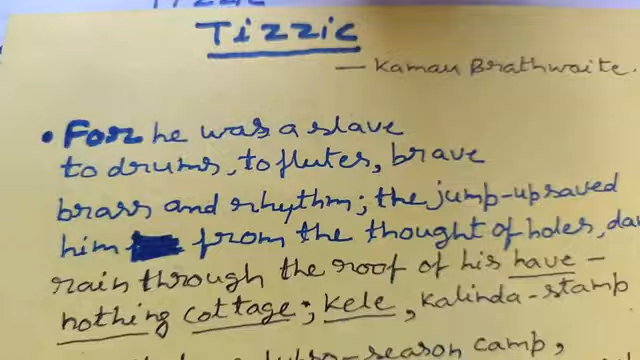 Tizzic
— Kamau Brathwaite.
• For he was a slave
to drums, to flutes, brave
brass and rhythm; the jump-up saved
him from the thought of holes, da
rain through the roof of his have –
nothing cottage; kele, kalinda-stamp
season camp,